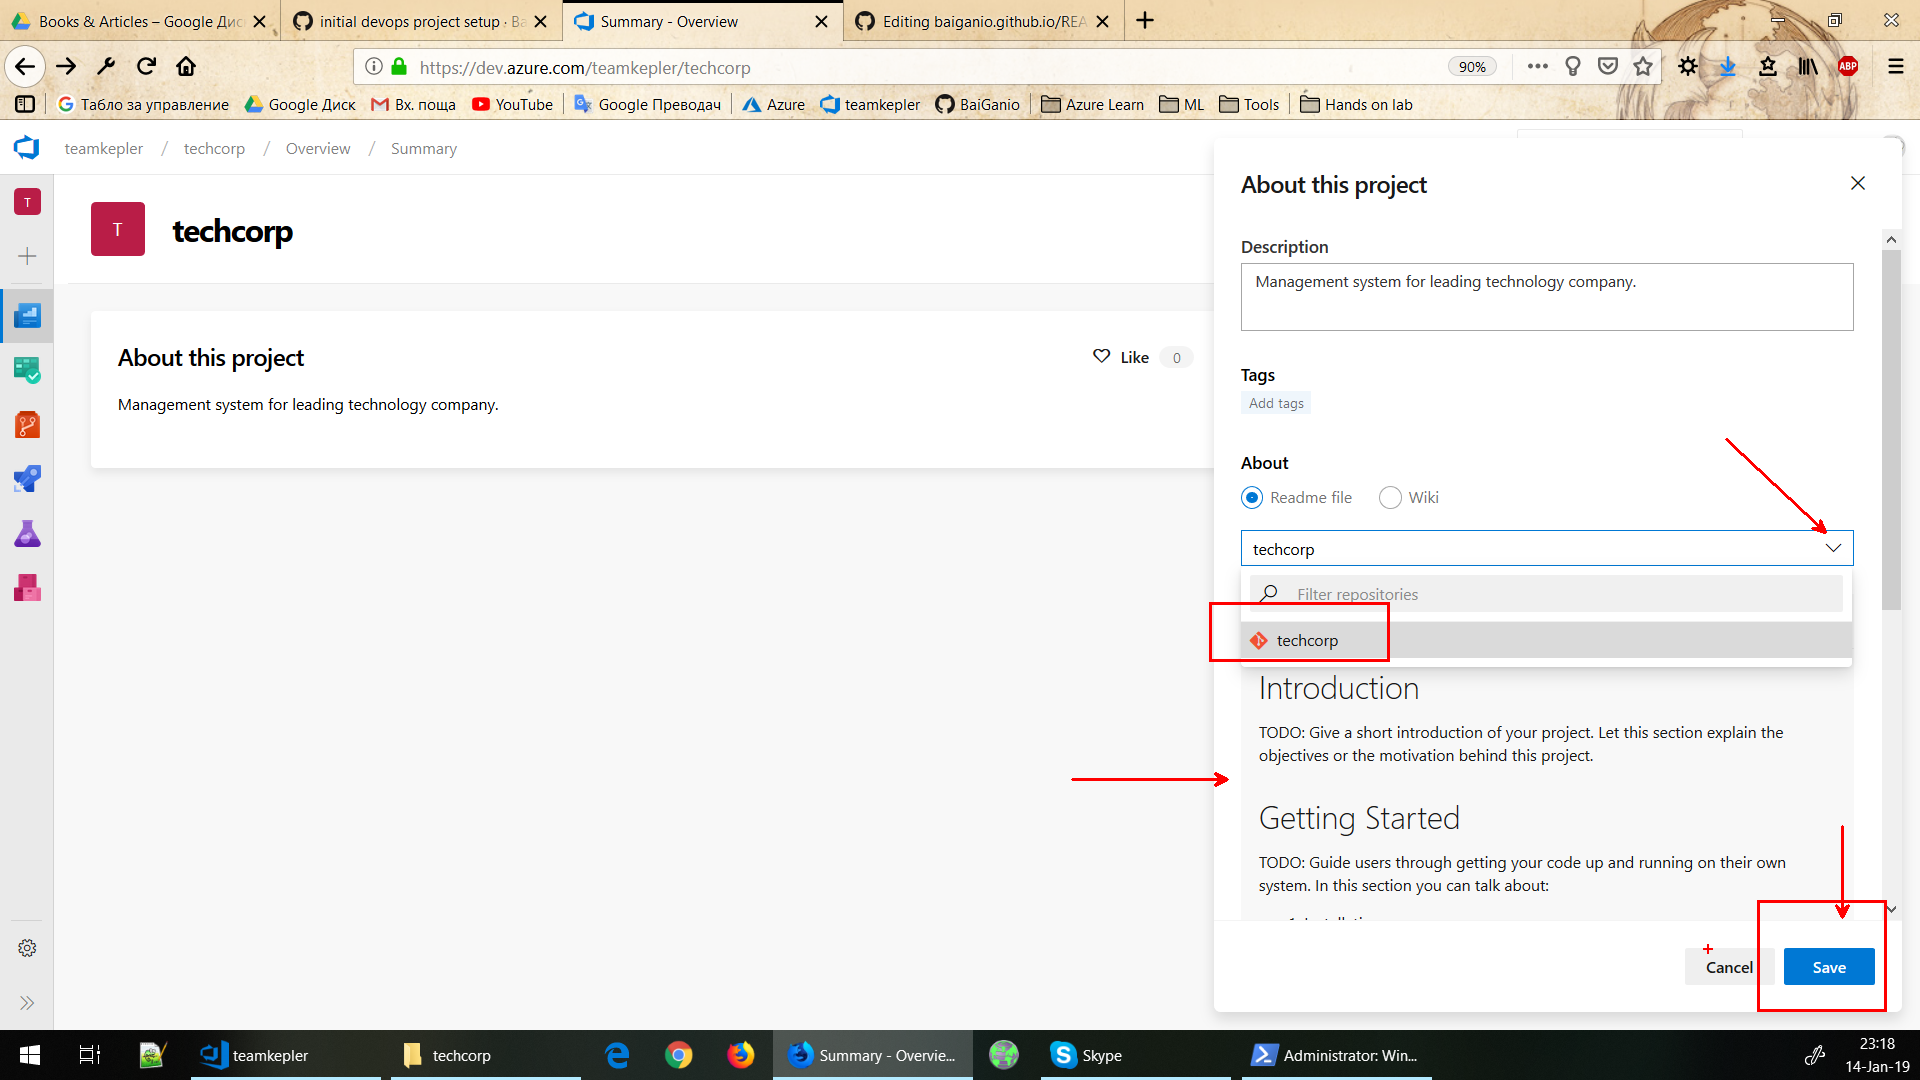 Books & Articles – Google Дис
initial devops project setup · Ba
Summary - Overview
Editing baiganio.github.io/REA
https://dev.azure.com/teamkepler/techcorp
90%
ABP
Табло за управление
Google Диск
Вх. поща
YouTube
Google Преводач
Azure
teamkepler
BaiGanio
Azure Learn
ML
Tools
Hands on lab
teamkepler / techcorp / Overview / Summary
T
T
techcorp
About this project
Like 0
Management system for leading technology company.
About this project
Description
Management system for leading technology company.
Tags
Add tags
About
Readme file
Wiki
techcorp
Filter repositories
techcorp
Introduction
TODO: Give a short introduction of your project. Let this section explain the
objectives or the motivation behind this project.
Getting Started
TODO: Guide users through getting your code up and running on their own
system. In this section you can talk about:
Cancel
Save
teamkepler
techcorp
Summary - Overvie...
Skype
Administrator: Win...
23:18
14-Jan-19